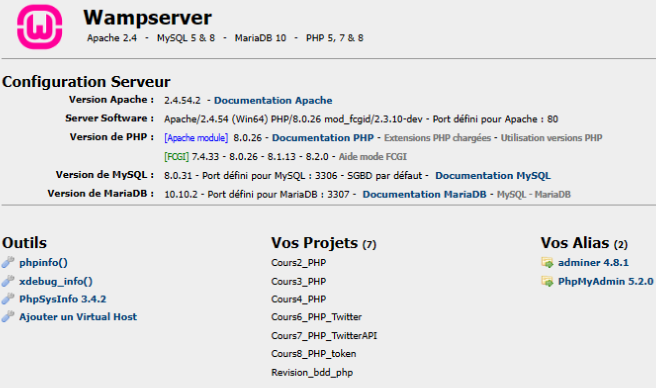 Wampserver
Apache 2.4 - MySQL 5 & 8 - MariaDB 10 - PHP 5, 7 & 8
Configuration Serveur
Version Apache : 2.4.54.2 - Documentation Apache
Server Software : Apache/2.4.54 (Win64) PHP/8.0.26 mod_fcgid/2.3.10-dev - Port défini pour Apache : 80
Version de PHP : [Apache module] 8.0.26 - Documentation PHP - Extensions PHP chargées - Utilisation versions PHP
[FCGI] 7.4.33 - 8.0.26 - 8.1.13 - 8.2.0 - Aide mode FCGI
Version de MySQL : 8.0.31 - Port défini pour MySQL : 3306 - SGBD par défaut - Documentation MySQL
Version de MariaDB : 10.10.2 - Port défini pour MariaDB : 3307 - Documentation MariaDB - MySQL - MariaDB
Outils
phpinfo()
xdebug_info()
PhpSysInfo 3.4.2
Ajouter un Virtual Host
Vos Projets (7)
Cours2_PHP
Cours3_PHP
Cours4_PHP
Cours6_PHP_Twitter
Cours7_PHP_TwitterAPI
Cours8_PHP_token
Revision_bdd_php
Vos Alias (2)
adminer 4.8.1
PhpMyAdmin 5.2.0